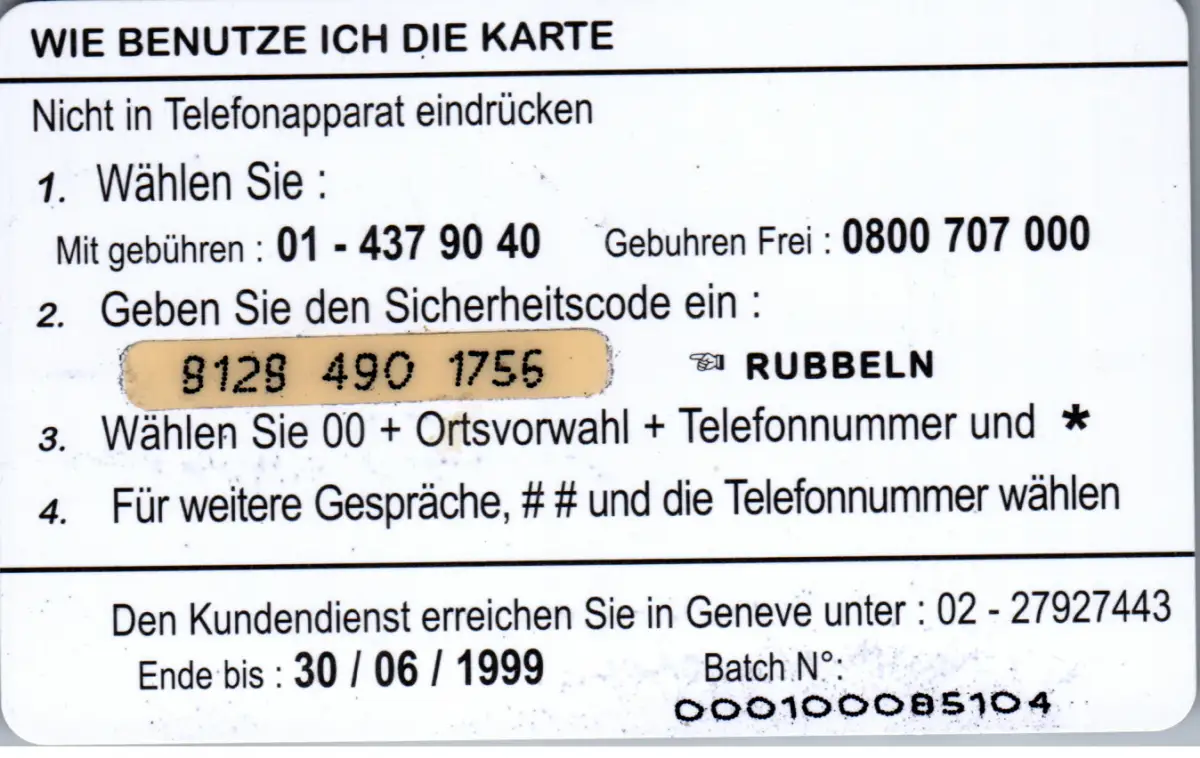 WIE BENUTZE ICH DIE KARTE
Nicht in Telefonapparat eindrücken
1. Wählen Sie :
Mit gebühren : 01 - 437 90 40 Gebuhren Frei : 0800 707 000
2. Geben Sie den Sicherheitscode ein :
8128 490 1756 RUBBELN
3. Wählen Sie 00 + Ortsvorwahl + Telefonnummer und *
4. Für weitere Gespräche, # # und die Telefonnummer wählen
Den Kundendienst erreichen Sie in Geneve unter : 02 - 27927443
Ende bis : 30 / 06 / 1999 Batch N°:
000100085104